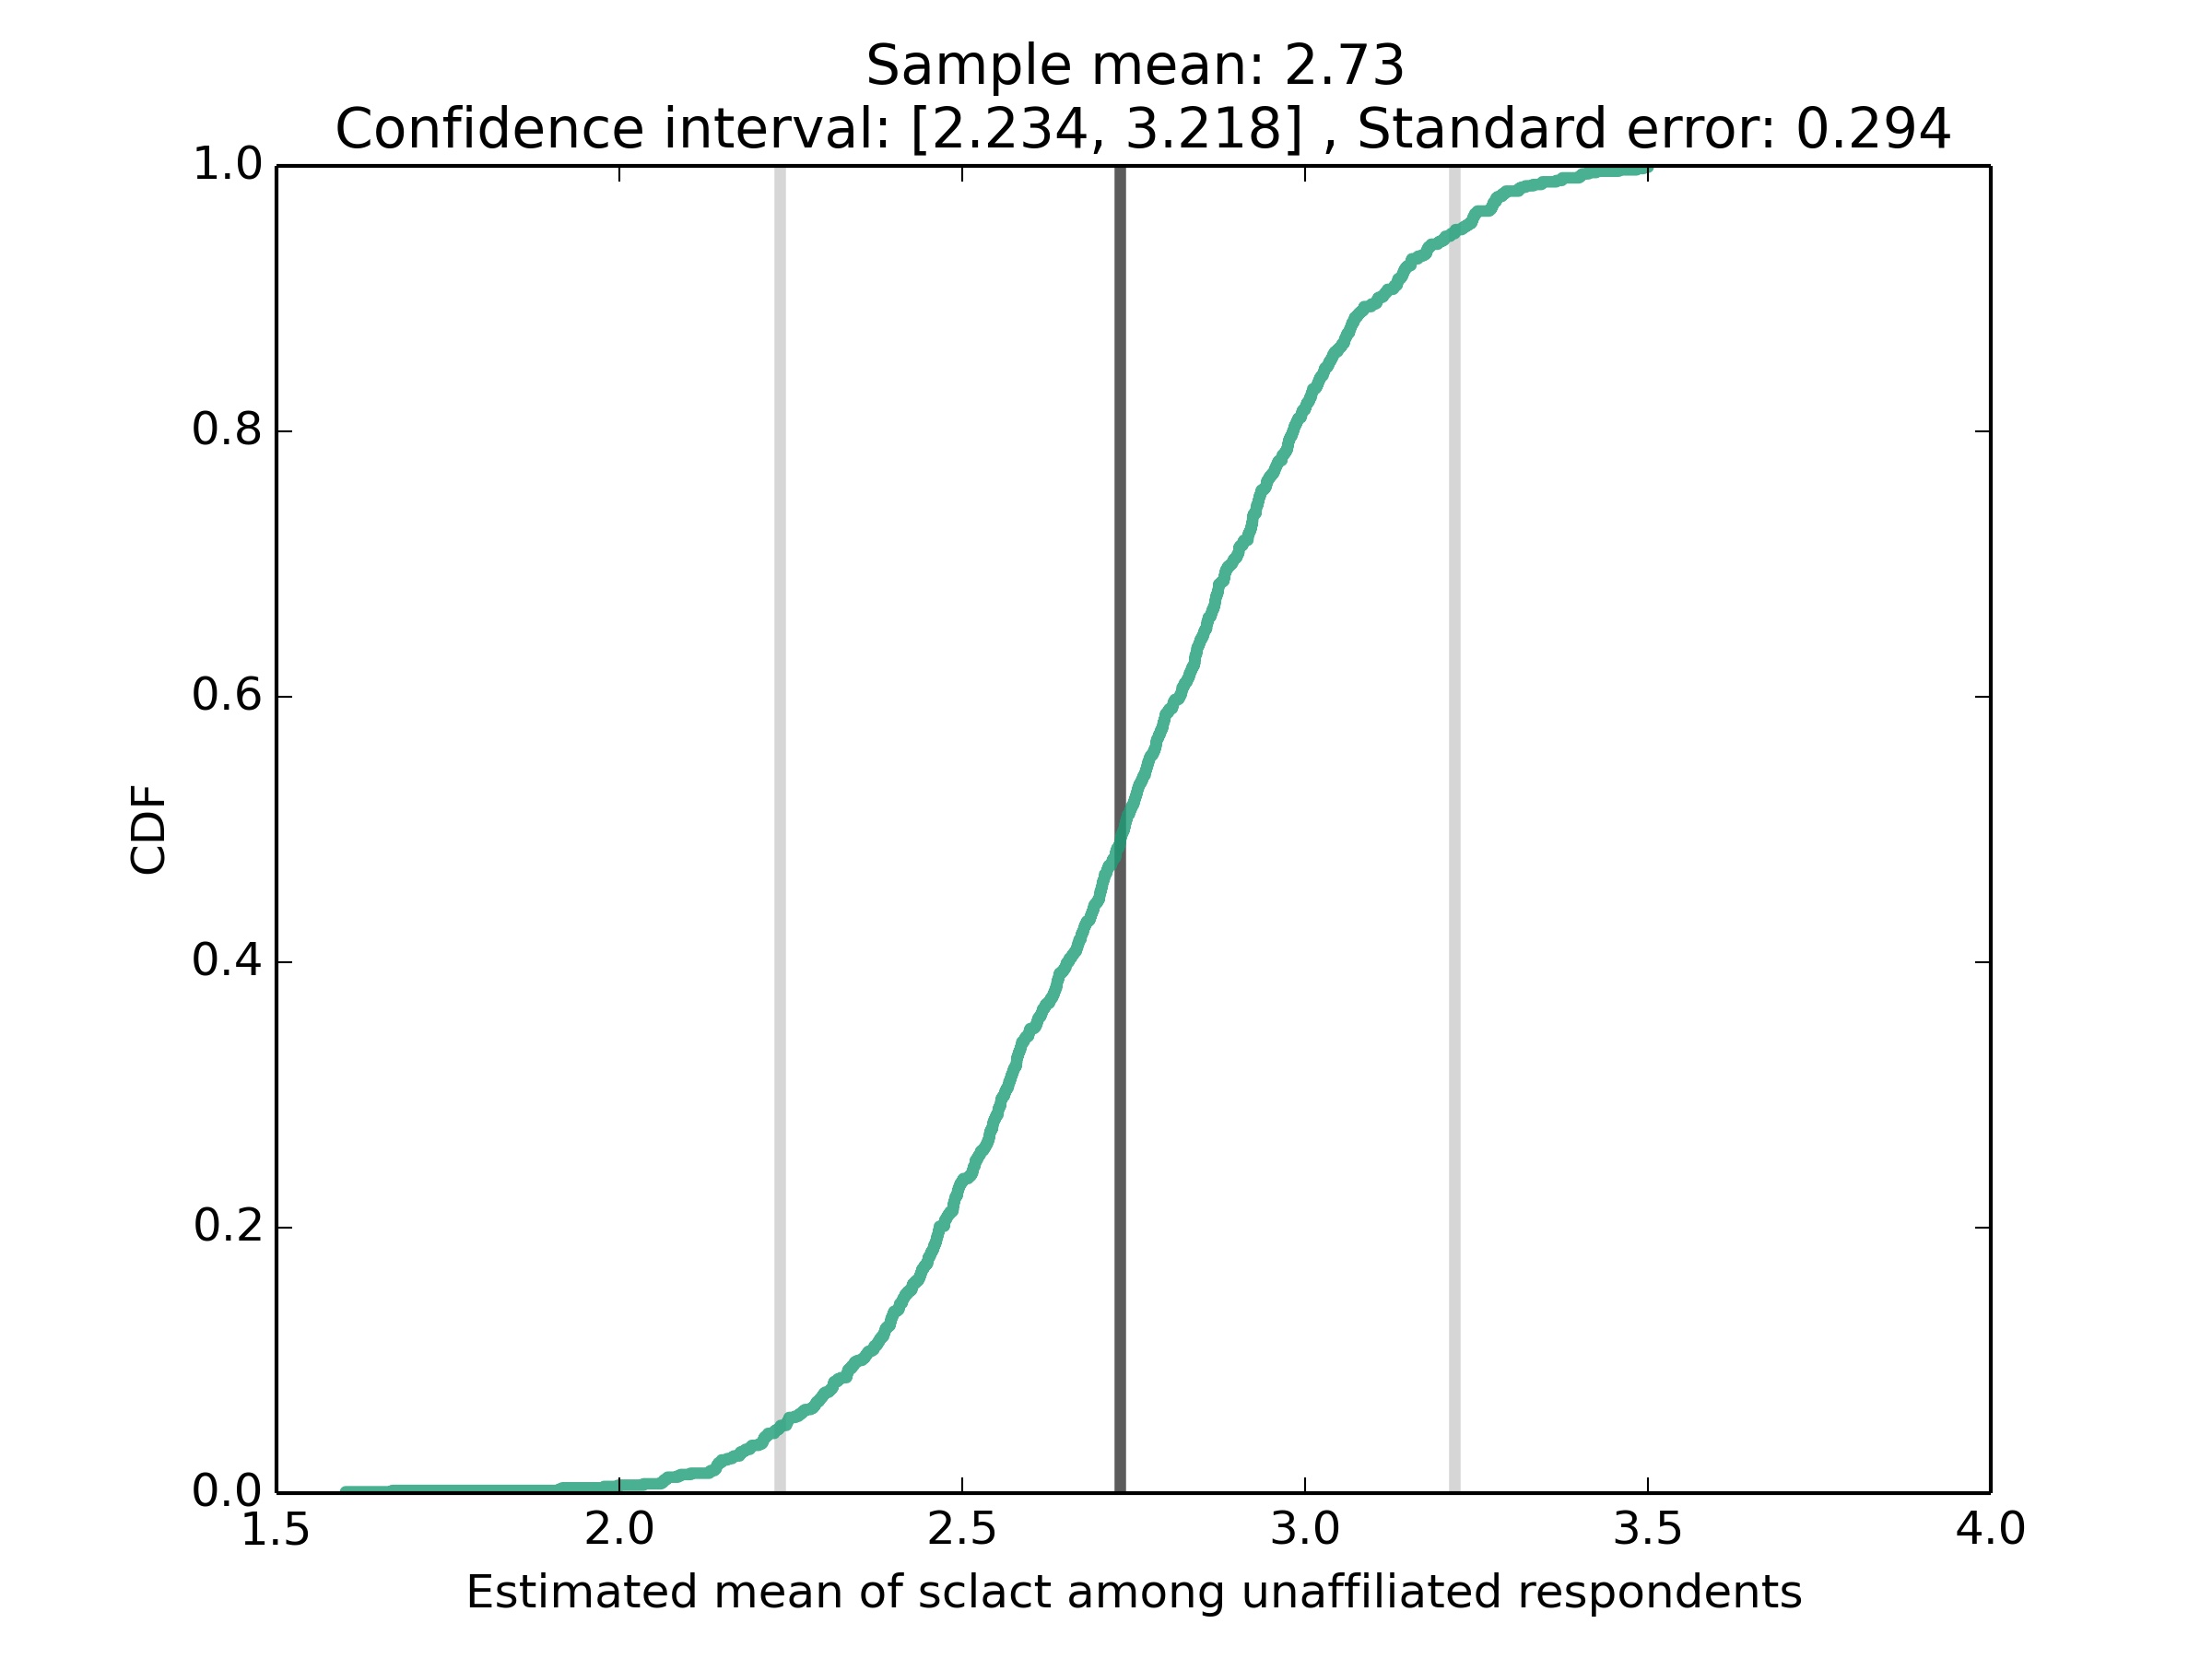 Sample mean: 2.73
Confidence interval: [2.234, 3.218] , Standard error: 0.294
1.0
0.8
0.6
0.4
0.2
0.0
CDF
1.5 2.0 2.5 3.0 3.5 4.0
Estimated mean of sclact among unaffiliated respondents